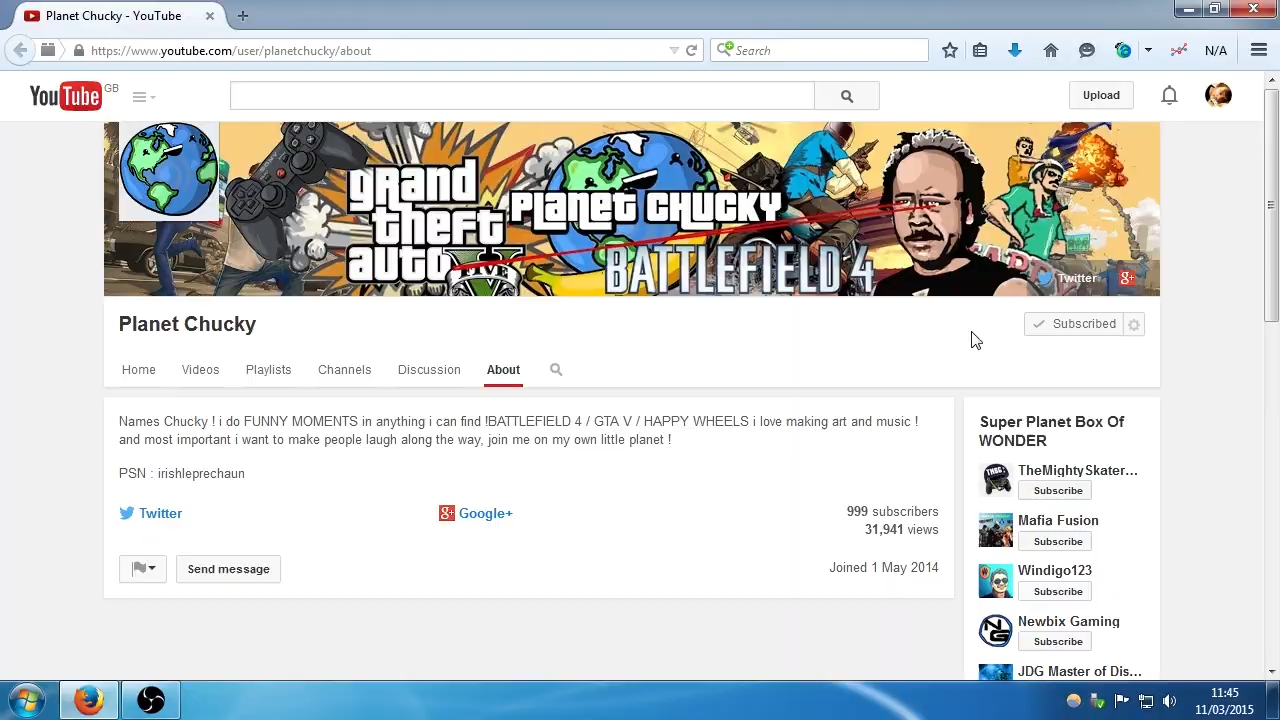 Planet Chucky - YouTube
https://www.youtube.com/user/planetchucky/about
Search
N/A
YouTube GB
Upload
grand
theft
auto
V
PLANET CHUCKY
BATTLEFIELD 4
Twitter
g+
Planet Chucky
Subscribed
Home Videos Playlists Channels Discussion About
Names Chucky ! i do FUNNY MOMENTS in anything i can find !BATTLEFIELD 4 / GTA V / HAPPY WHEELS i love making art and music !
and most important i want to make people laugh along the way, join me on my own little planet !
PSN : irishleprechaun
Twitter
g+ Google+
999 subscribers
31,941 views
Send message
Joined 1 May 2014
Super Planet Box Of
WONDER
TheMightySkater...
Subscribe
Mafia Fusion
Subscribe
Windigo123
Subscribe
NG
Newbix Gaming
Subscribe
JDG Master of Dis...
11:45
11/03/2015